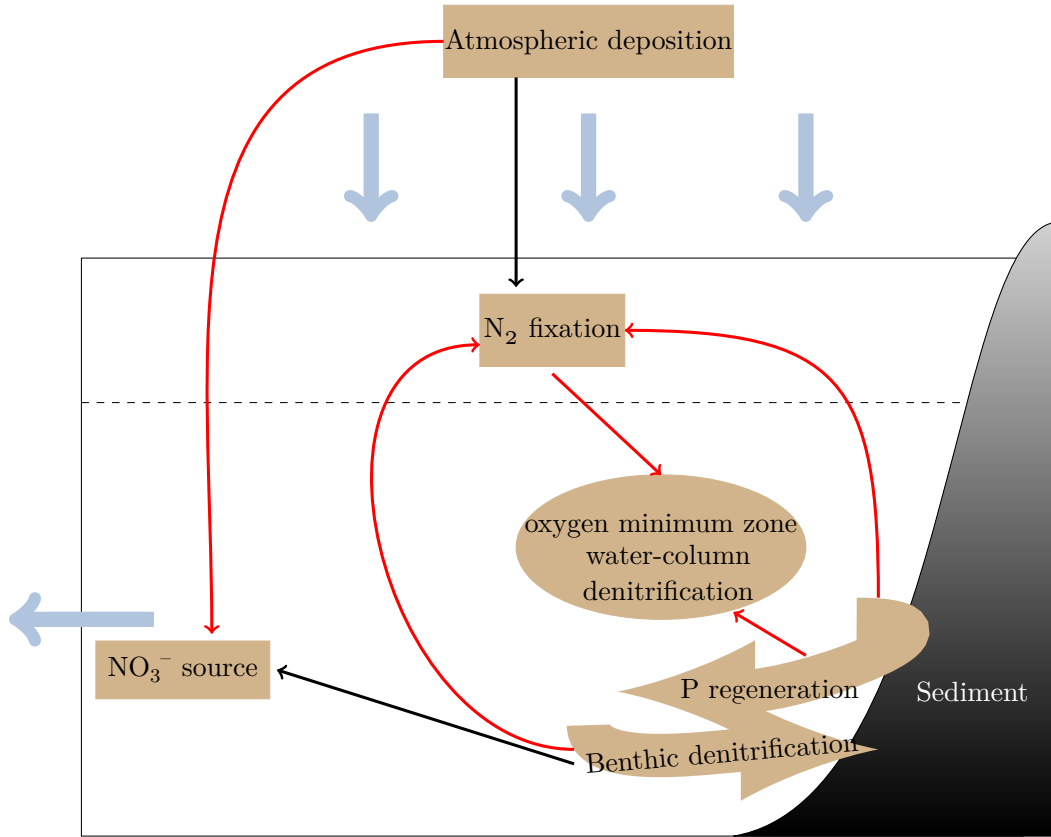 Atmospheric deposition
N₂ fixation
oxygen minimum zone
water-column
denitrification
NO₃⁻ source
P regeneration
Sediment
Benthic denitrification